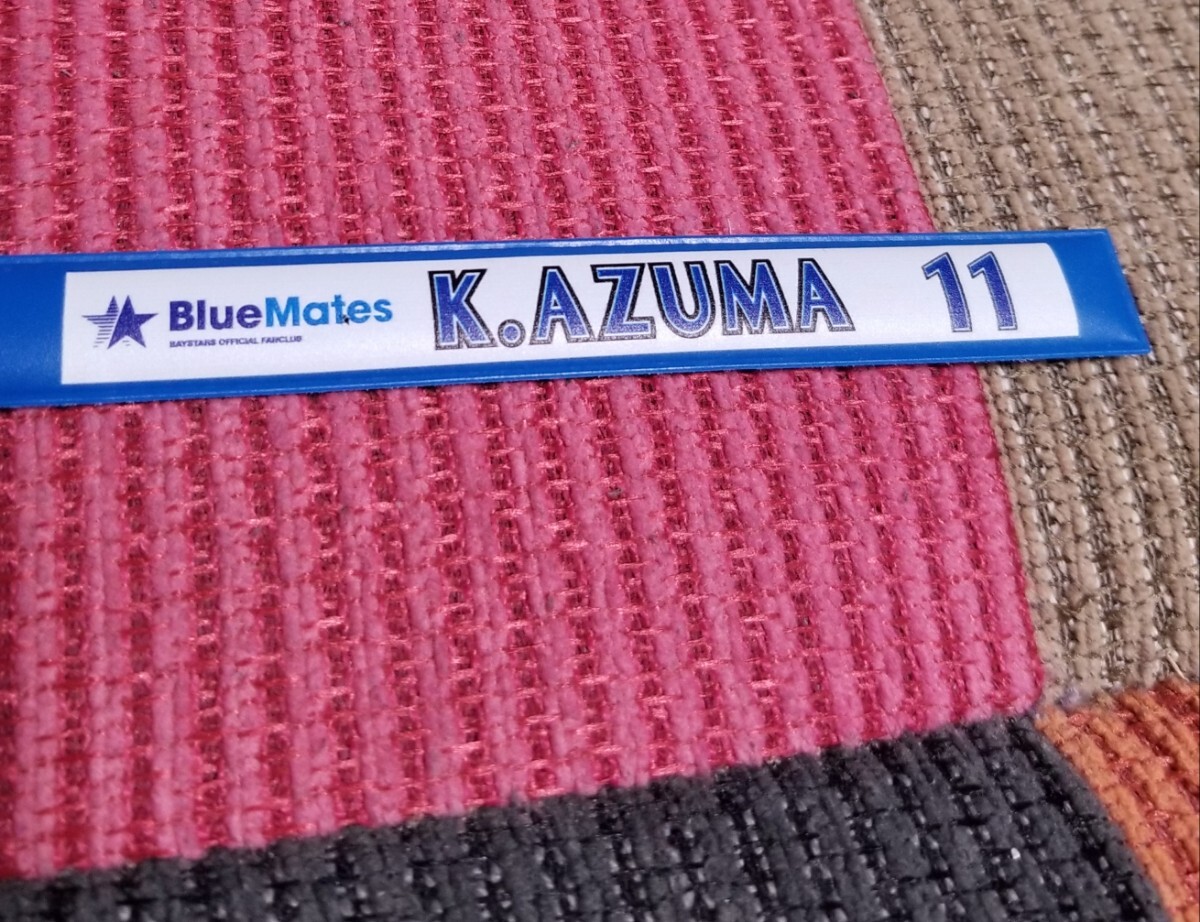 BlueMates
BAYSTARS OFFICIAL FANCLUB
K.AZUMA 11